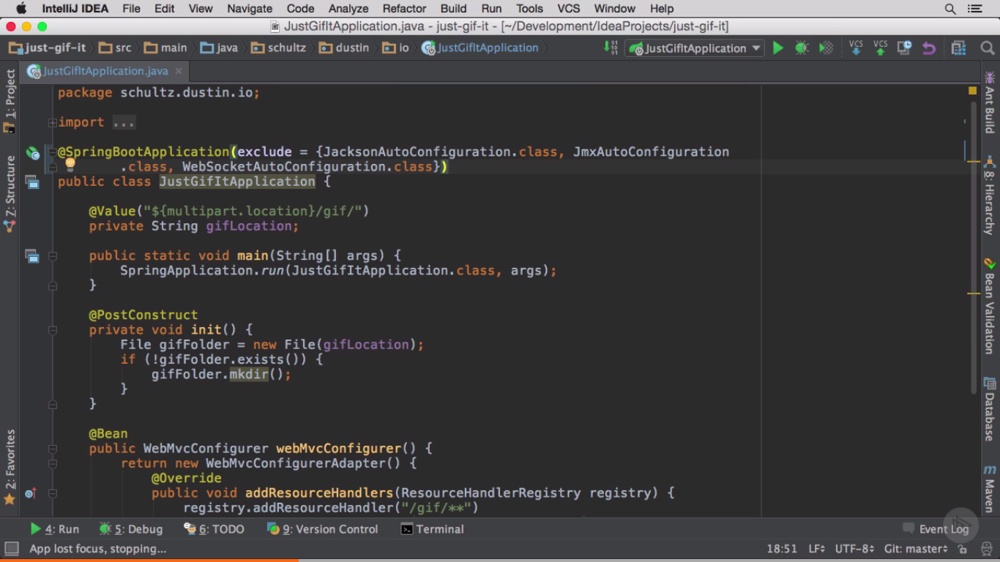 IntelliJ IDEA File Edit View Navigate Code Analyze Refactor Build Run Tools VCS Window Help
JustGifItApplication.java - just-gif-it - [~/Development/IdeaProjects/just-gif-it]
just-gif-it src main java schultz dustin io JustGifItApplication JustGifItApplication VCS VCS
JustGifItApplication.java
1: Project
Z: Structure
2: Favorites
package schultz.dustin.io;
import ...
@SpringBootApplication(exclude = {JacksonAutoConfiguration.class, JmxAutoConfiguration
.class, WebSocketAutoConfiguration.class})
public class JustGifItApplication {
@Value("${multipart.location}/gif/")
private String gifLocation;
public static void main(String[] args) {
SpringApplication.run(JustGifItApplication.class, args);
}
@PostConstruct
private void init() {
File gifFolder = new File(gifLocation);
if (!gifFolder.exists()) {
gifFolder.mkdir();
}
}
@Bean
public WebMvcConfigurer webMvcConfigurer() {
return new WebMvcConfigurerAdapter() {
@Override
public void addResourceHandlers(ResourceHandlerRegistry registry) {
registry.addResourceHandler("/gif/**")
Ant Build
8: Hierarchy
Bean Validation
Database
Maven
4: Run 5: Debug 6: TODO 9: Version Control Terminal Event Log
App lost focus, stopping... 18:51 LF UTF-8 Git: master